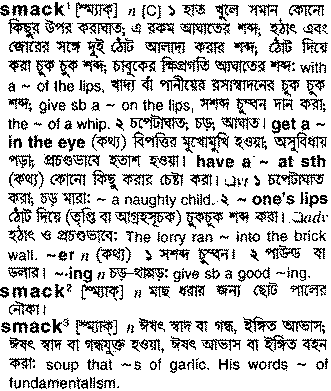 smack¹ [স্ম্যাক্] n [C] ১ হাত খুলে সমান কোনো
কিছুর উপর করাঘাত; এ রকম আঘাতের শব্দ; হঠাৎ এবং
জোরের সঙ্গে দুই ঠোঁট আলাদা করার শব্দ; ঠোঁট দিয়ে
করা চুক চুক শব্দ; চাবুকের ক্ষিপ্রগতি আঘাতের শব্দ: with
a ~ of the lips, খাদ্য বা পানীয়ের রসাস্বাদনের চুক চুক
শব্দ; give sb a ~ on the lips, সশব্দ চুম্বন দান করা;
the ~ of a whip. ২ চপেটাঘাত; চড়; আঘাত। get a ~
in the eye (কথ্য) বিপত্তির মুখোমুখি হওয়া, অসুবিধায়
পড়া; প্রচণ্ডভাবে হতাশ হওয়া। have a ~ at sth
(কথ্য) কোনো কিছু করার চেষ্টা করা। □vt ১ চপেটাঘাত
করা; চড় মারা: ~ a naughty child. ২ ~ one's lips
ঠোঁট দিয়ে (তৃপ্তি বা আগ্রহসূচক) চুকচুক শব্দ করা। □adv
হঠাৎ ও প্রচণ্ডভাবে: The lorry ran ~ into the brick
wall. ~er n (কথ্য) ১ সশব্দ চুম্বন। ২ পাউন্ড বা
ডলার। ~ing n চড়-থাপ্পড়: give sb a good ~ing.
smack² [স্ম্যাক্] n মাছ ধরার জন্য ছোট পালের
নৌকা।
smack³ [স্ম্যাক্] n ঈষৎ স্বাদ বা গন্ধ, ইঙ্গিত আভাস;
ঈষৎ স্বাদ বা গন্ধযুক্ত হওয়া, ঈষৎ আভাস বা ইঙ্গিত বহন
করা: soup that ~s of garlic. His words ~ of
fundamentalism.